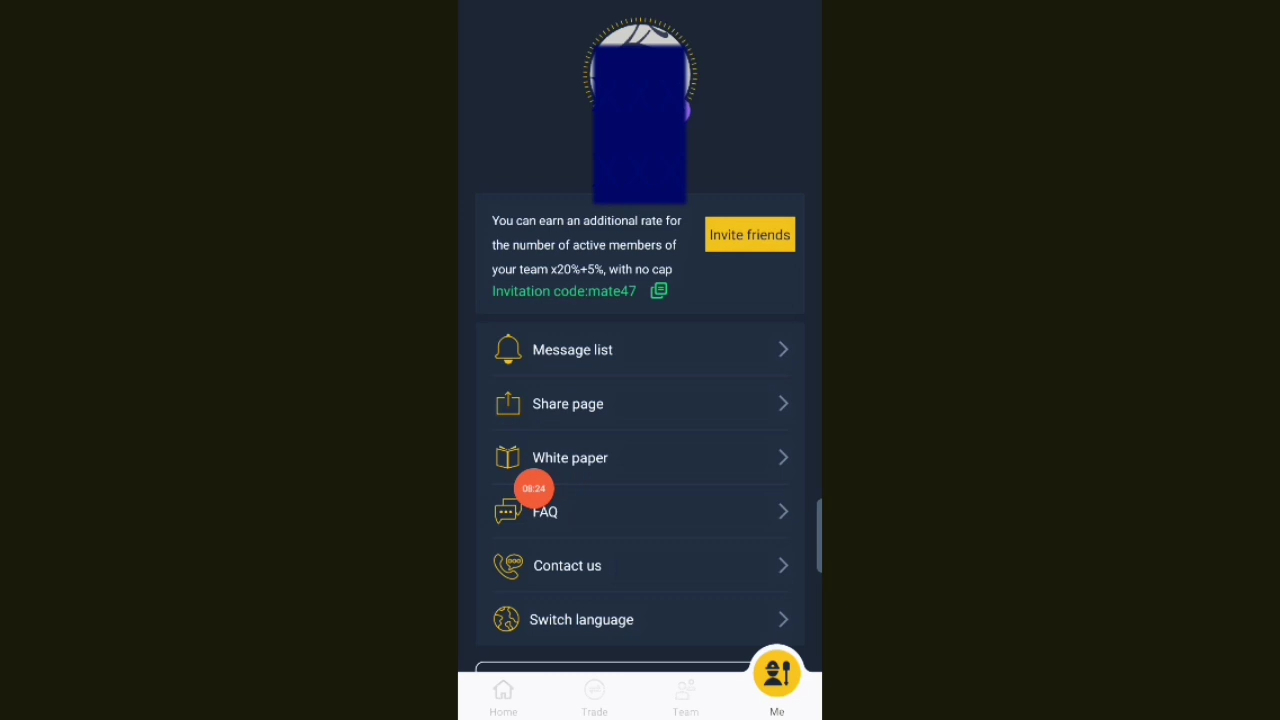 You can earn an additional rate for
the number of active members of
your team x20%+5%, with no cap
Invite friends
Invitation code:mate47
Message list
Share page
White paper
08:24
FAQ
Contact us
Switch language
Home
Trade
Team
Me